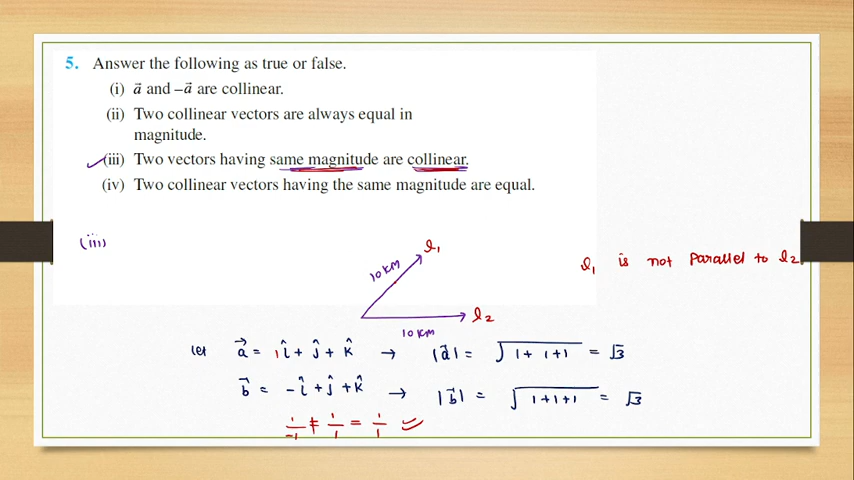 5. Answer the following as true or false.
(i) a⃗ and –a⃗ are collinear.
(ii) Two collinear vectors are always equal in
magnitude.
(iii) Two vectors having same magnitude are collinear.
(iv) Two collinear vectors having the same magnitude are equal.
(iii)
10 KM
l₁
l₂
10 KM
l₁ is not Parallel to l₂
let a⃗ = 1î + ĵ + k̂ → |a⃗| = √1+1+1 = √3
b⃗ = -î + ĵ + k̂ → |b⃗| = √1+1+1 = √3
1/-1 ≠ 1/1 = 1/1